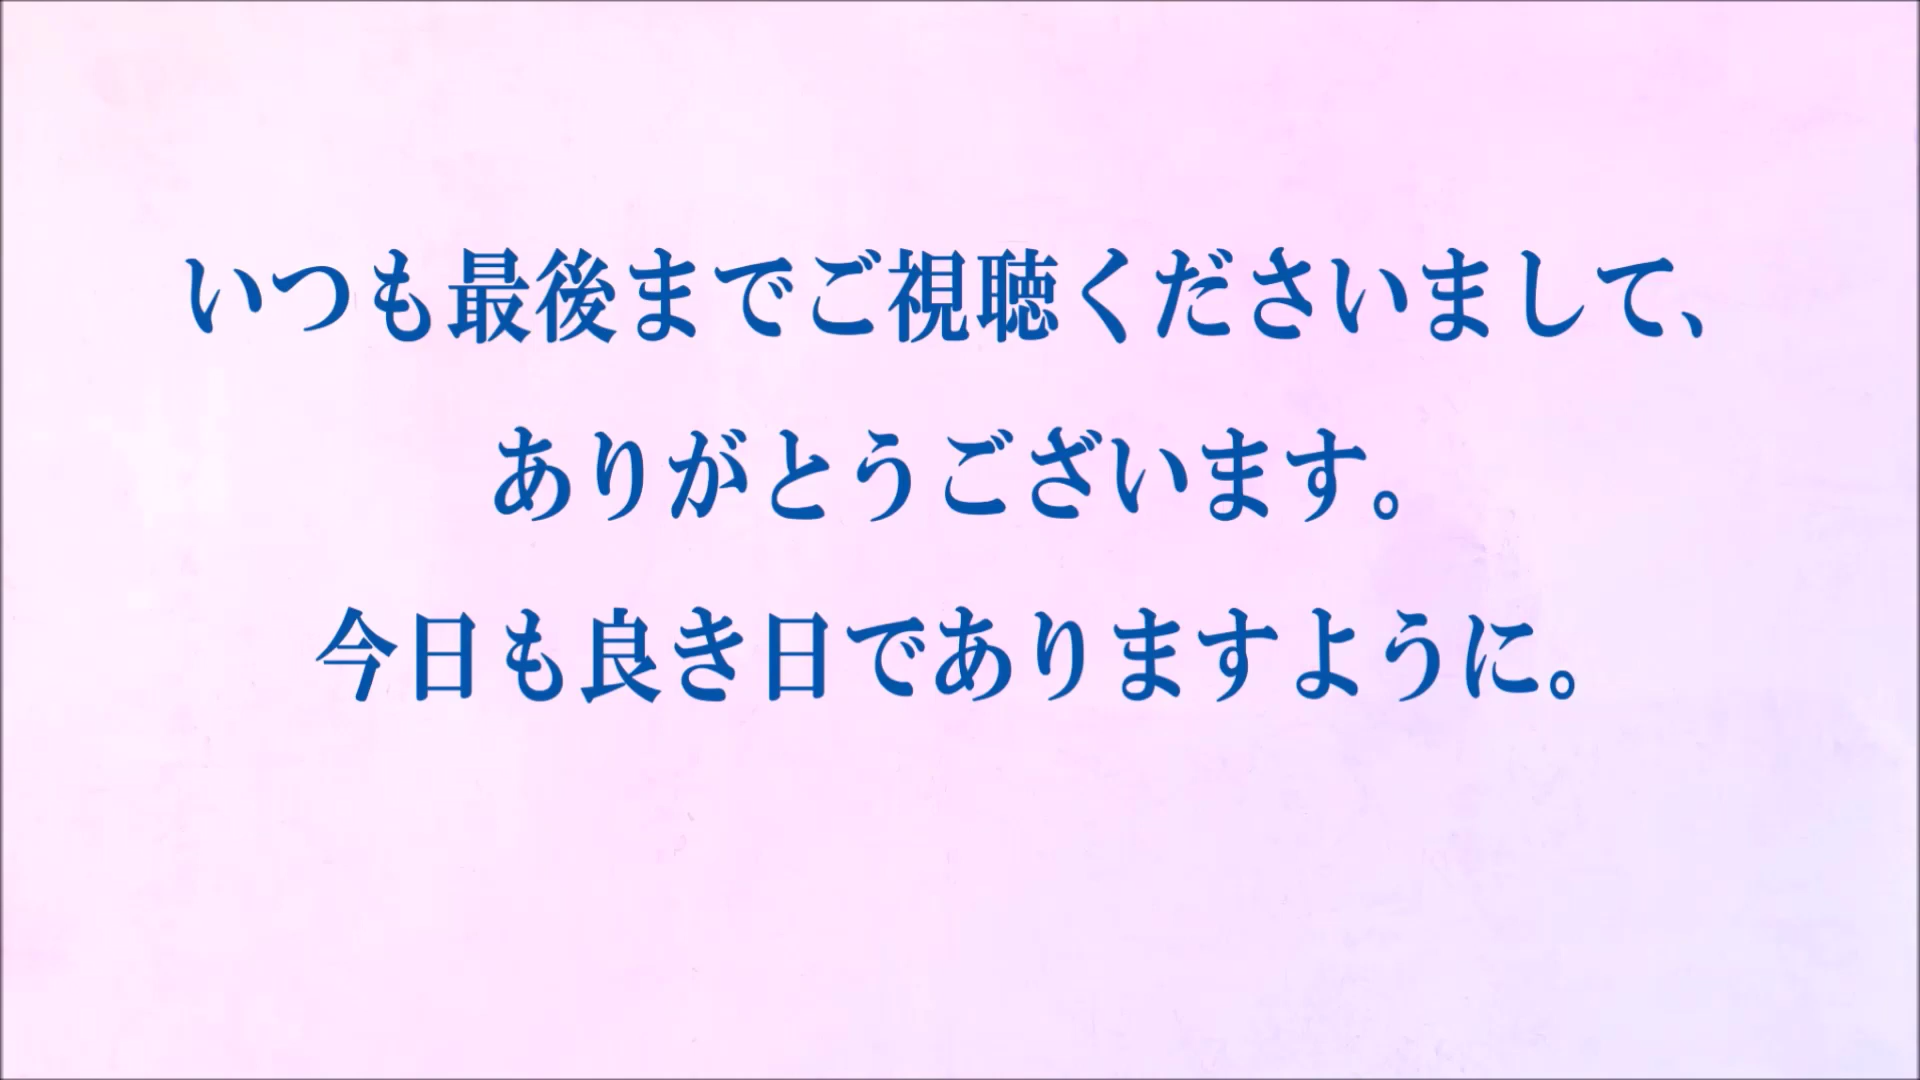 いつも最後までご視聴くださいまして、
ありがとうございます。
今日も良き日でありますように。